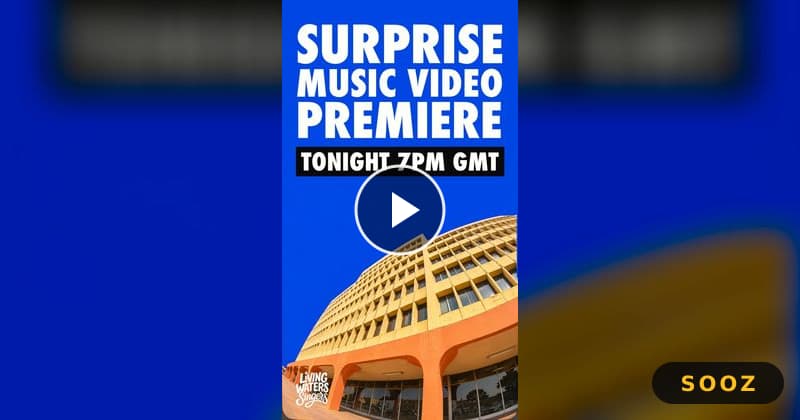 SURPRISE
MUSIC VIDEO
PREMIERE
TONIGHT 7PM GMT
LIVING
WATERS
Singers
SOOZ